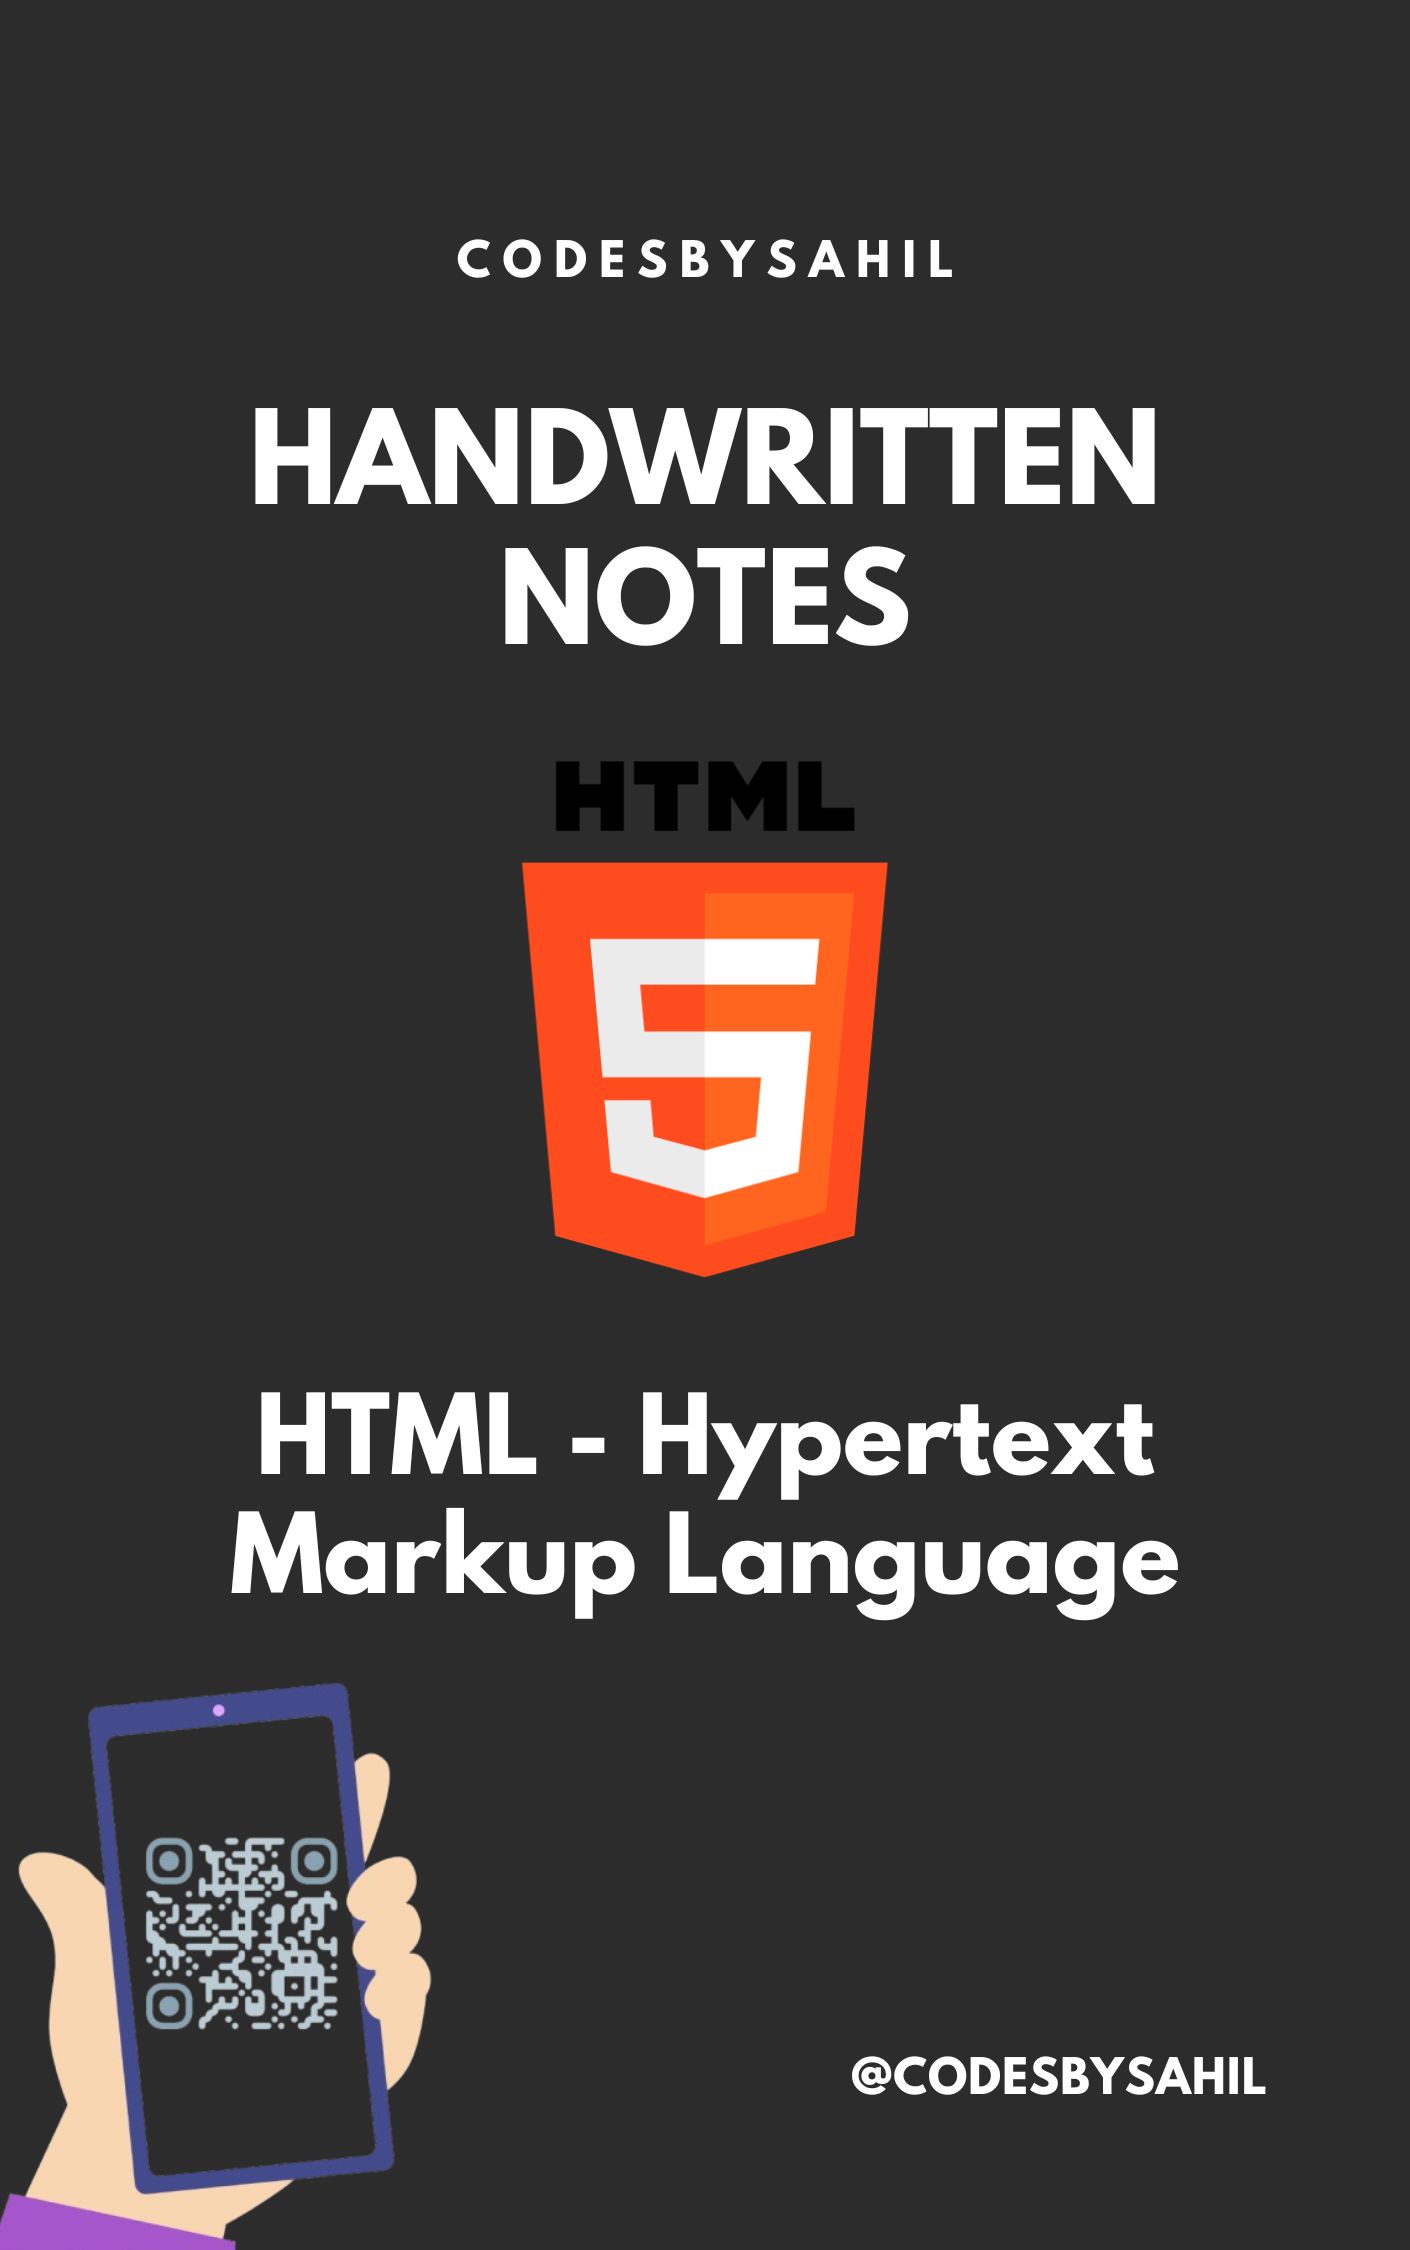 CODESBYSAHIL
HANDWRITTEN
NOTES
HTML
5
HTML - Hypertext
Markup Language
@CODESBYSAHIL